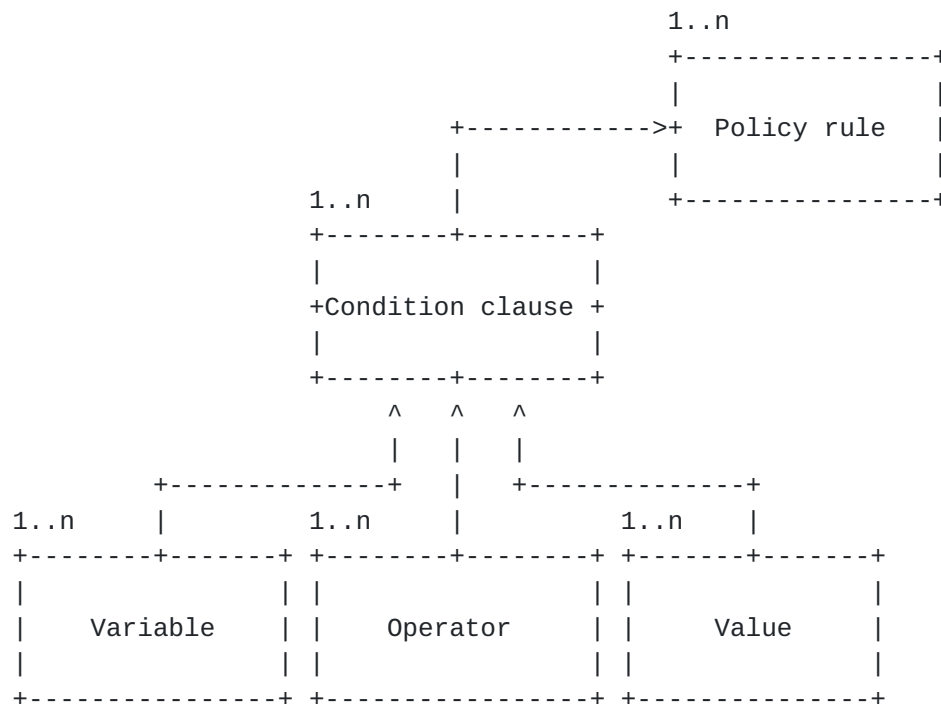 1..n
Policy rule
1..n
Condition clause
1..n 1..n 1..n
Variable Operator Value